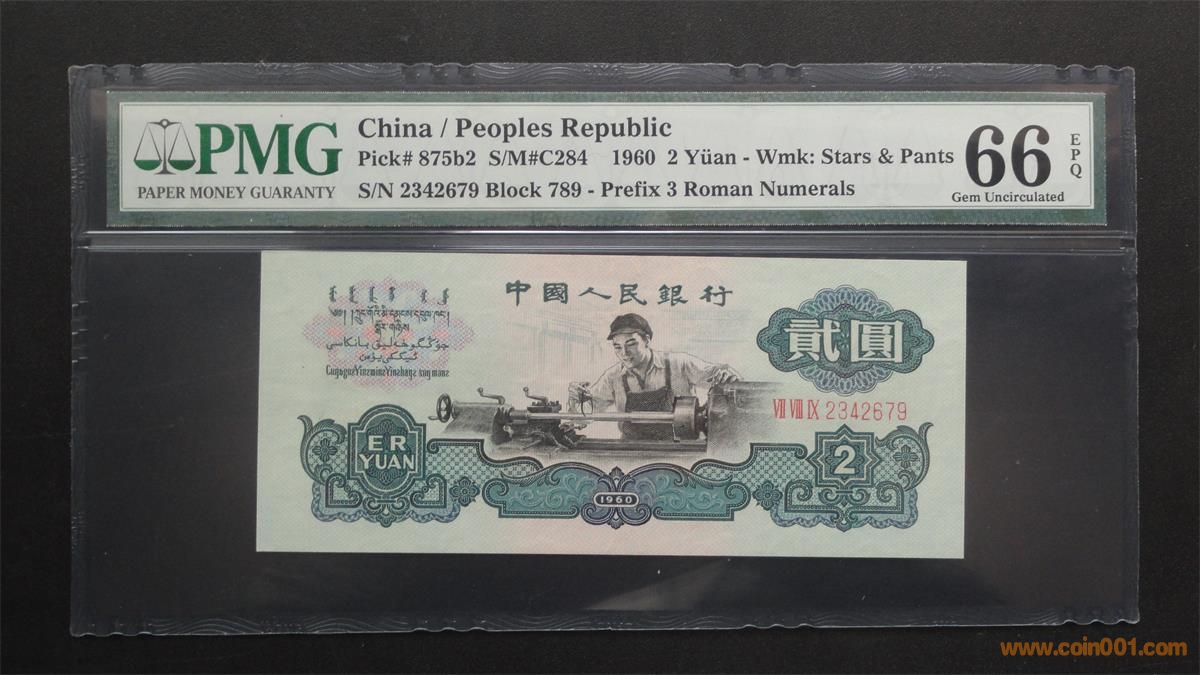 PMG
PAPER MONEY GUARANTY
China / Peoples Republic
Pick# 875b2 S/M#C284 1960 2 Yüan - Wmk: Stars & Pants
S/N 2342679 Block 789 - Prefix 3 Roman Numerals
66
EPQ
Gem Uncirculated
中國人民銀行
貳圓
VII VIII IX 2342679
ER
YUAN
1960
2
www.coin001.com